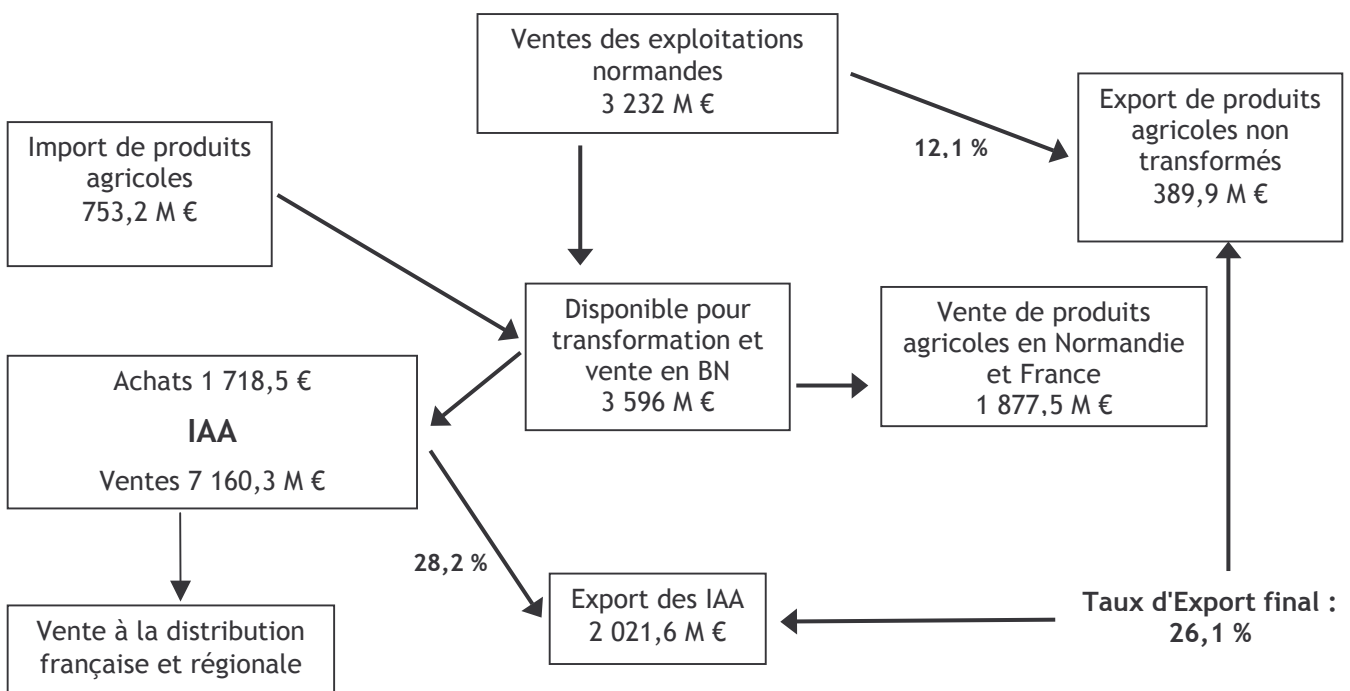 Ventes des exploitations
normandes
3 232 M €
Export de produits
agricoles non
transformés
389,9 M €
12,1 %
Import de produits
agricoles
753,2 M €
Disponible pour
transformation et
vente en BN
3 596 M €
Vente de produits
agricoles en Normandie
et France
1 877,5 M €
Achats 1 718,5 €
IAA
Ventes 7 160,3 M €
28,2 %
Export des IAA
2 021,6 M €
Taux d'Export final :
26,1 %
Vente à la distribution
française et régionale